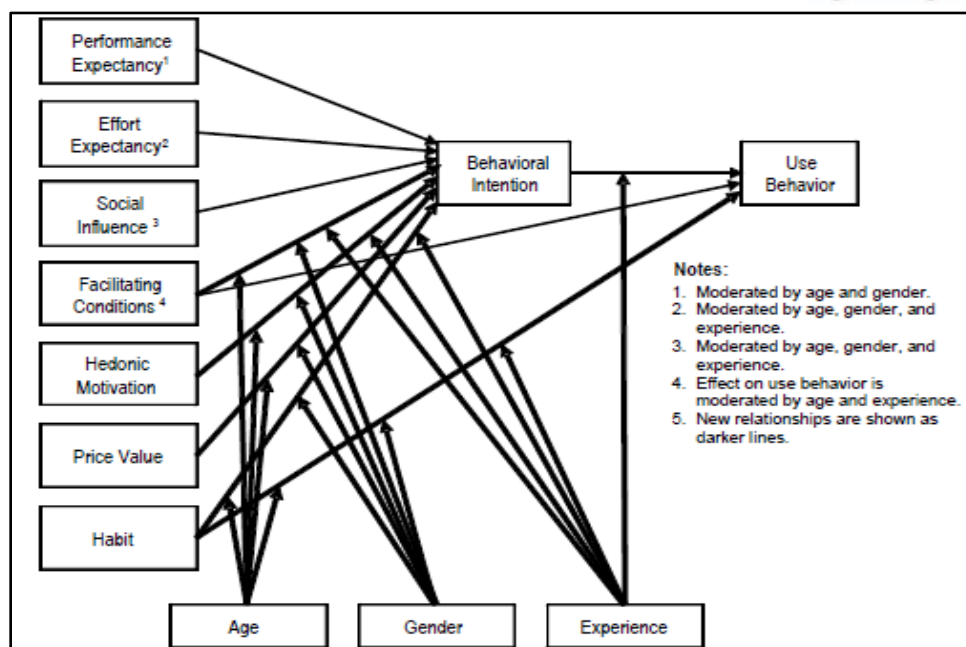 Performance
Expectancy¹
Effort
Expectancy²
Social
Influence ³
Facilitating
Conditions ⁴
Hedonic
Motivation
Price Value
Habit
Behavioral
Intention
Use
Behavior
Notes:
1. Moderated by age and gender.
2. Moderated by age, gender, and
experience.
3. Moderated by age, gender, and
experience.
4. Effect on use behavior is
moderated by age and experience.
5. New relationships are shown as
darker lines.
Age
Gender
Experience